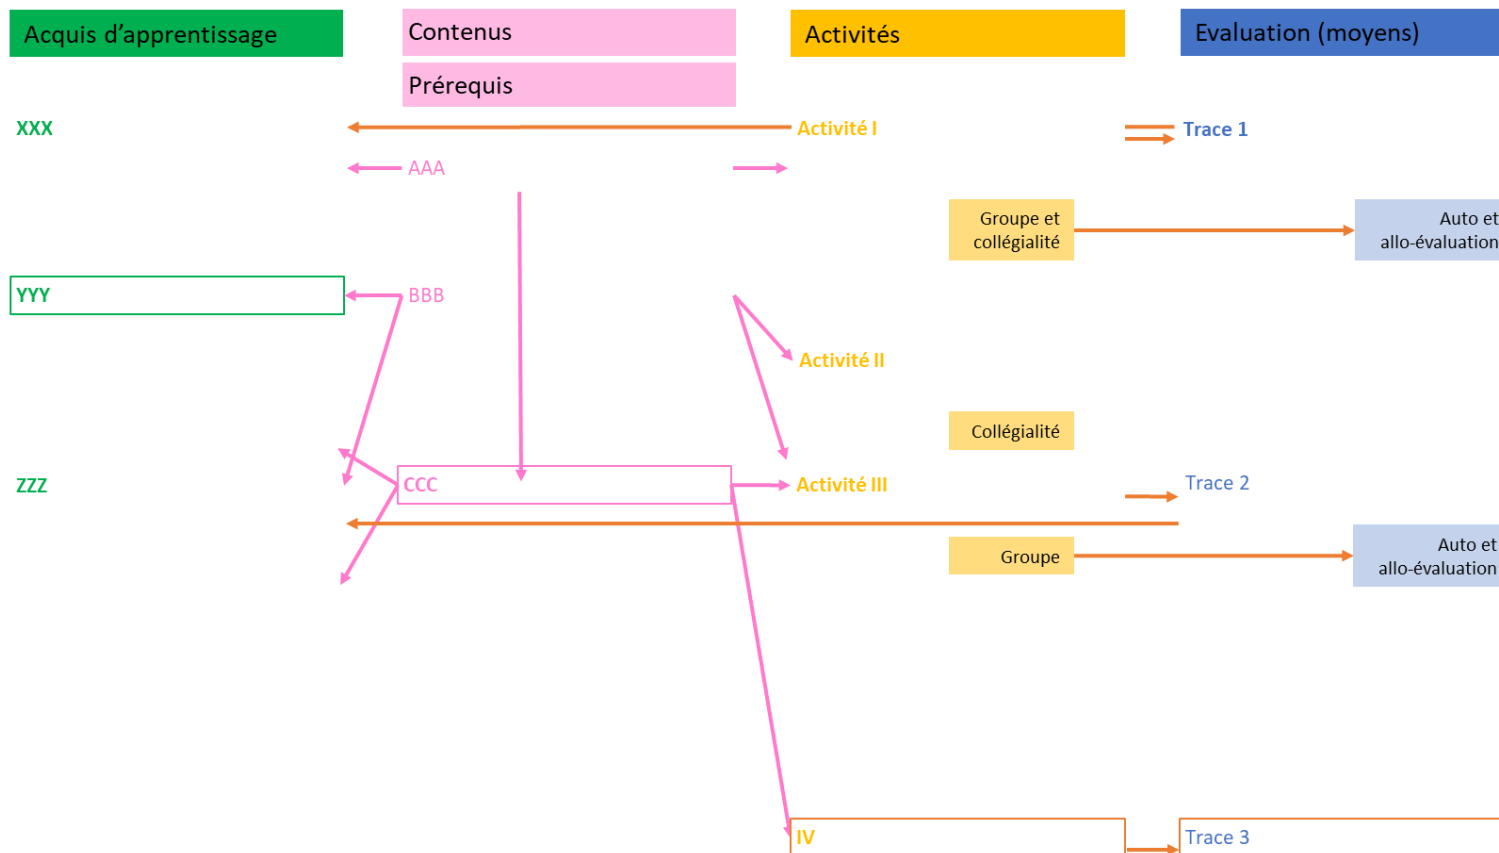 Acquis d’apprentissage
Contenus
Activités
Evaluation (moyens)
Prérequis
XXX
Activité I
Trace 1
AAA
Groupe et
collégialité
Auto et
allo-évaluation
YYY
BBB
Activité II
Collégialité
ZZZ
CCC
Activité III
Trace 2
Groupe
Auto et
allo-évaluation
IV
Trace 3